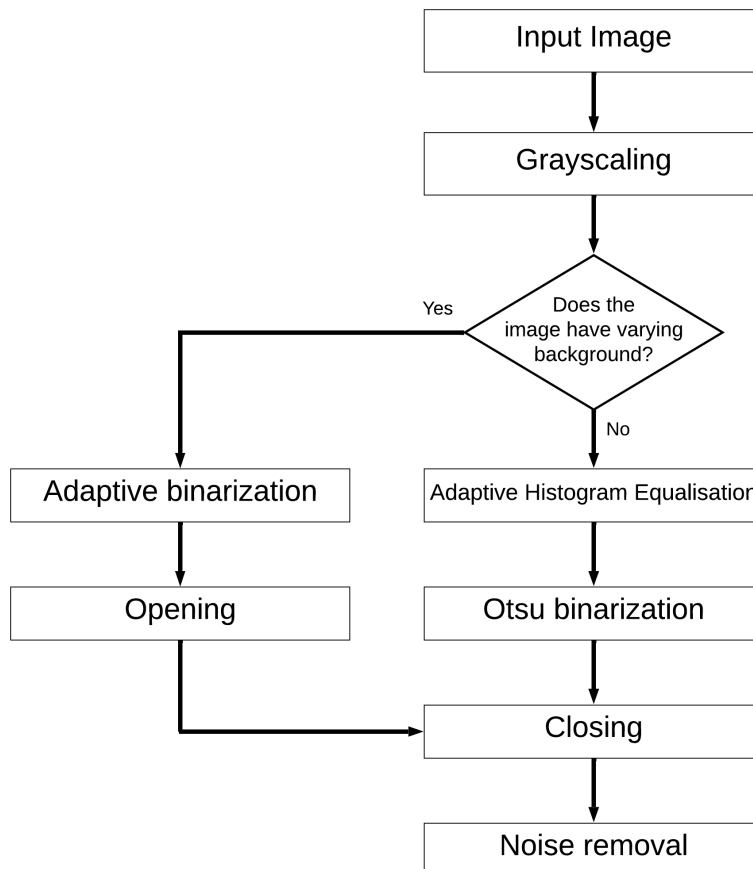 Input Image
Grayscaling
Does the
image have varying
background?
Yes
No
Adaptive binarization
Adaptive Histogram Equalisation
Opening
Otsu binarization
Closing
Noise removal